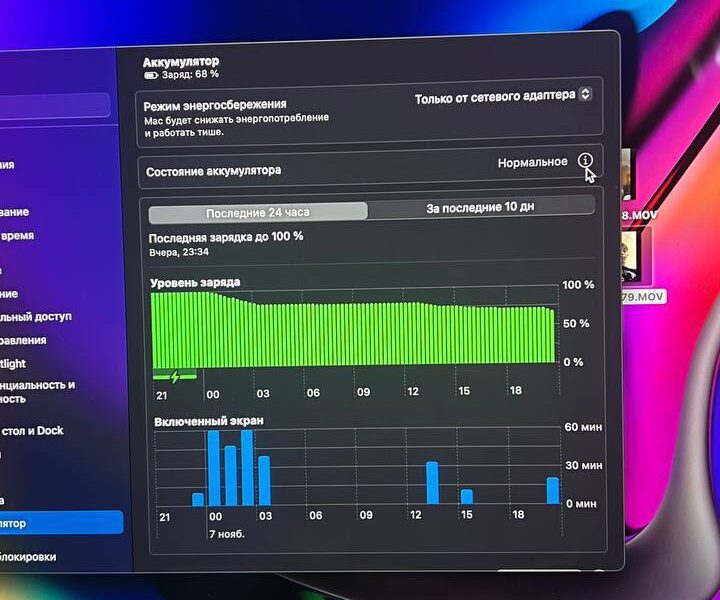 Аккумулятор
Заряд: 68 %
Режим энергосбережения
Только от сетевого адаптера
Mac будет снижать энергопотребление
и работать тише.
Состояние аккумулятора
Нормальное
Последние 24 часа
За последние 10 дн
Последняя зарядка до 100 %
Вчера, 23:34
Уровень заряда
100 %
50 %
0 %
21 00 03 06 09 12 15 18
Включенный экран
60 мин
30 мин
0 мин
21 00 03 06 09 12 15 18
7 нояб.
ия
вание
время
ние
льный доступ
равления
tlight
нциальность и
ность
стол и Dock
а
лятор
блокировки
8.MOV
79.MOV